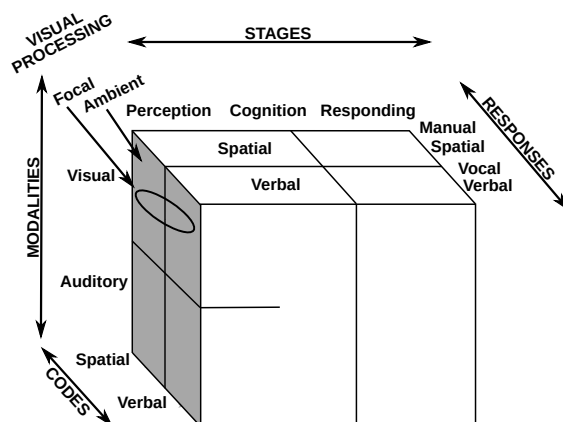 VISUAL
PROCESSING
STAGES
Focal
Ambient
Perception Cognition Responding
RESPONSES
Manual
Spatial
Spatial
Vocal
Verbal
Visual
Verbal
MODALITIES
Auditory
Spatial
CODES
Verbal